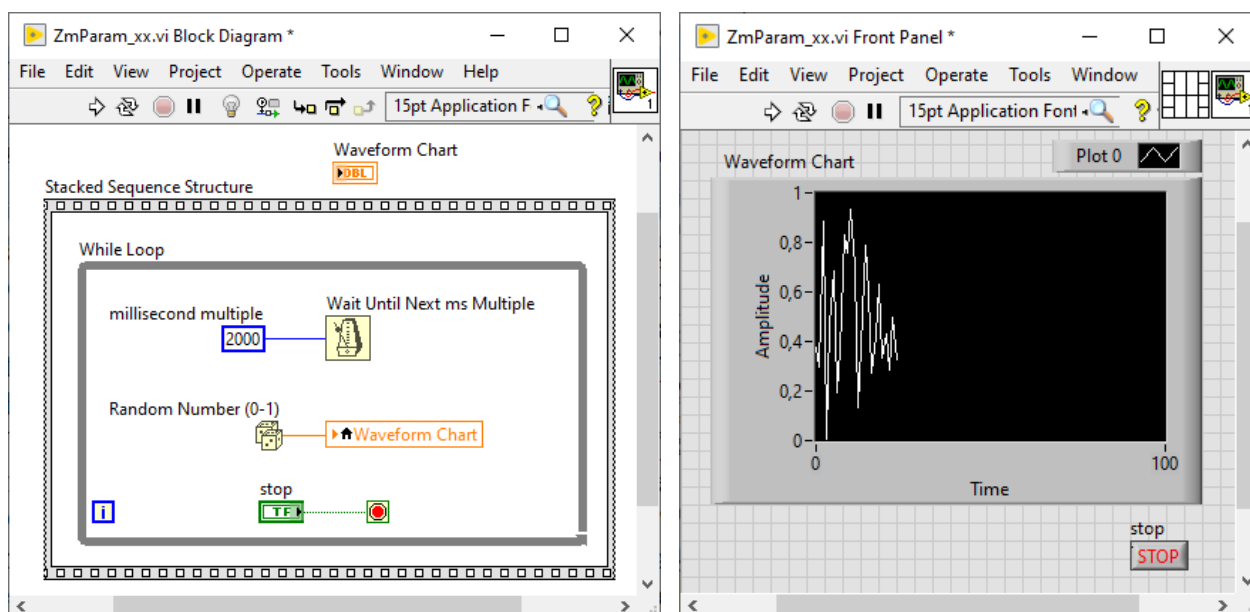 ZmParam_xx.vi Block Diagram *
File Edit View Project Operate Tools Window Help
15pt Application F
1
Waveform Chart
DBL
Stacked Sequence Structure
While Loop
millisecond multiple
Wait Until Next ms Multiple
2000
Random Number (0-1)
Waveform Chart
stop
TF
i
ZmParam_xx.vi Front Panel *
File Edit View Project Operate Tools Window
15pt Application Font
Waveform Chart
Plot 0
1
0,8
0,6
0,4
0,2
0
Amplitude
0 100
Time
stop
STOP